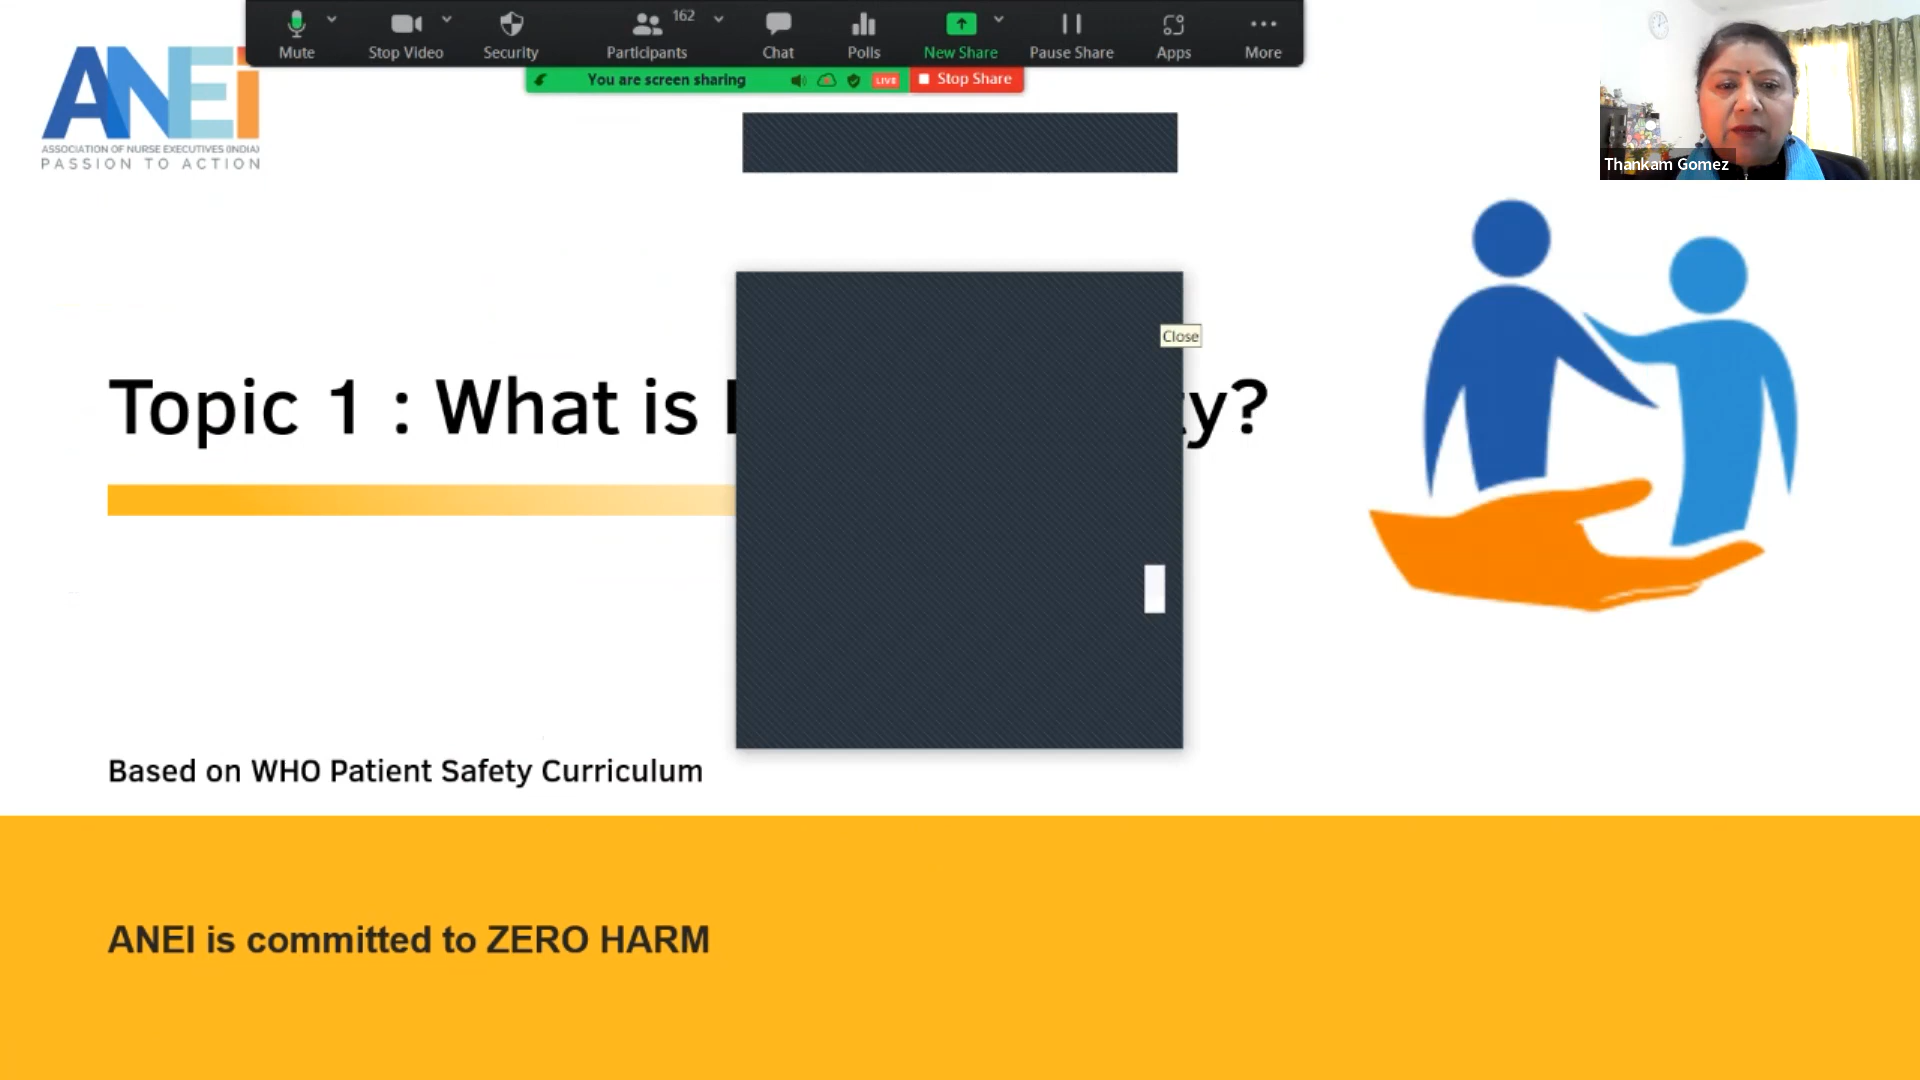 162
Mute
Stop Video
Security
Participants
Chat
Polls
New Share
Pause Share
Apps
More
You are screen sharing
LIVE
Stop Share
ANEI
ASSOCIATION OF NURSE EXECUTIVES (INDIA)
PASSION TO ACTION
Thankam Gomez
Close
Topic 1 : What is ty?
Based on WHO Patient Safety Curriculum
ANEI is committed to ZERO HARM